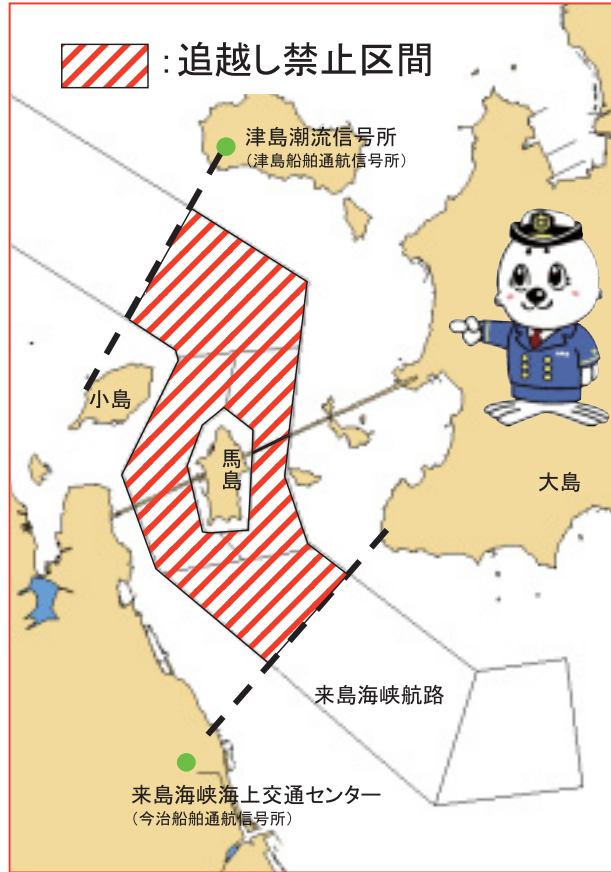 ：追越し禁止区間
津島潮流信号所
（津島船舶通航信号所）
小島
馬島
大島
来島海峡航路
来島海峡海上交通センター
（今治船舶通航信号所）